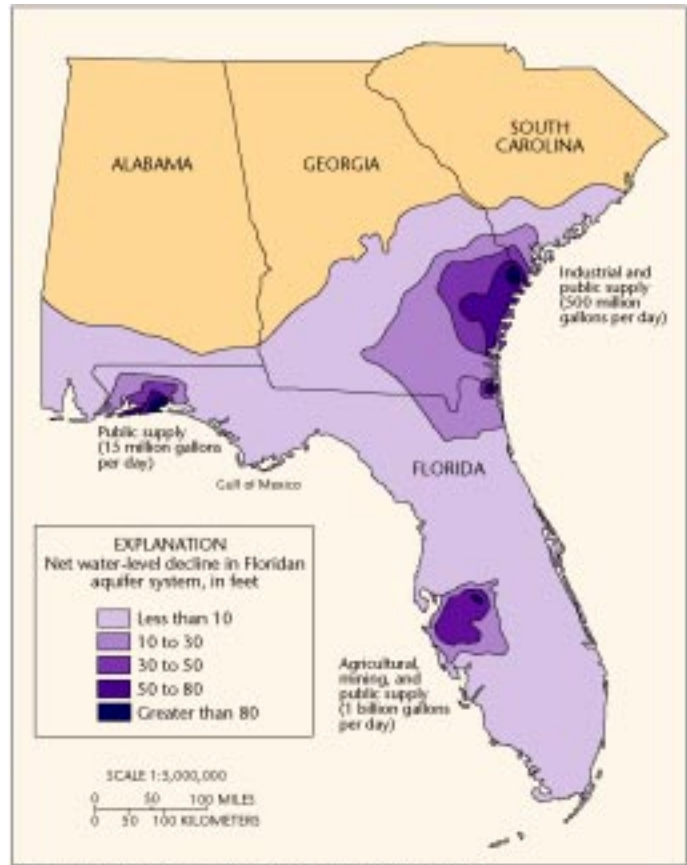 SOUTH
CAROLINA
ALABAMA
GEORGIA
Industrial and
public supply
(500 million
gallons per day)
Public supply
(15 million gallons
per day)
FLORIDA
Gulf of Mexico
EXPLANATION
Net water-level decline in Floridan
aquifer system, in feet
Less than 10
10 to 30
30 to 50
50 to 80
Greater than 80
Agricultural,
mining, and
public supply
(1 billion gallons
per day)
SCALE 1:5,000,000
0 50 100 MILES
0 50 100 KILOMETERS